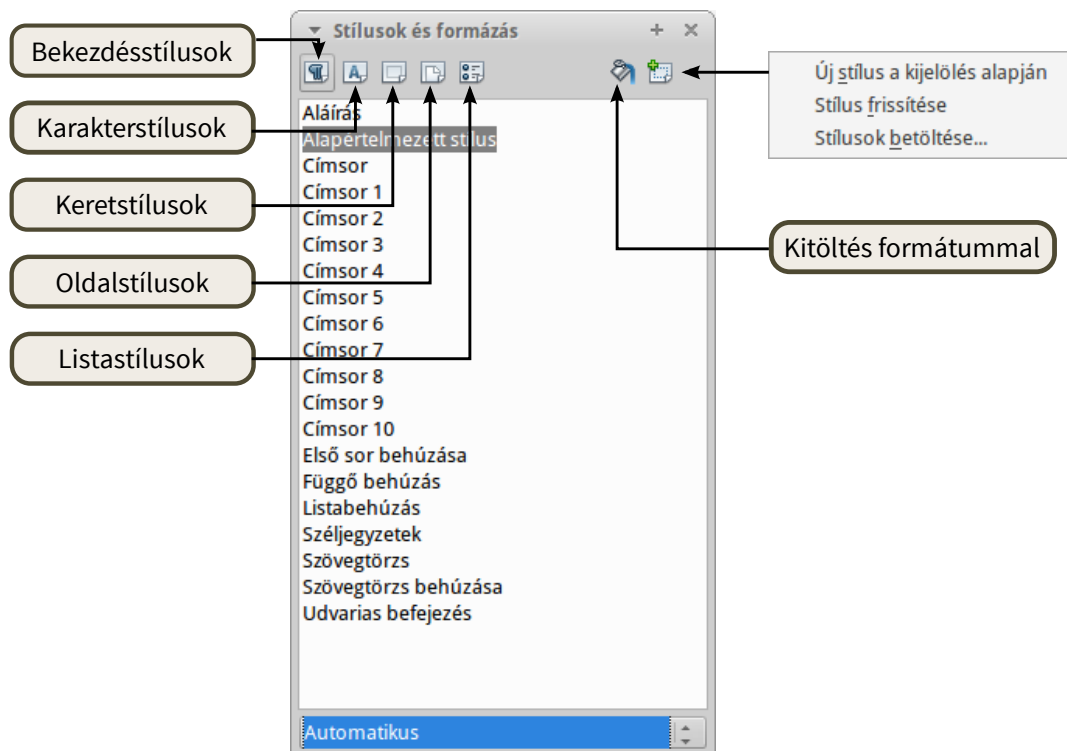 Stílusok és formázás
Bekezdésstílusok
Karakterstílusok
Keretstílusok
Oldalstílusok
Listastílusok
Aláírás
Alapértelmezett stílus
Címsor
Címsor 1
Címsor 2
Címsor 3
Címsor 4
Címsor 5
Címsor 6
Címsor 7
Címsor 8
Címsor 9
Címsor 10
Első sor behúzása
Függő behúzás
Listabehúzás
Széljegyzetek
Szövegtörzs
Szövegtörzs behúzása
Udvarias befejezés
Automatikus
Új stílus a kijelölés alapján
Stílus frissítése
Stílusok betöltése...
Kitöltés formátummal